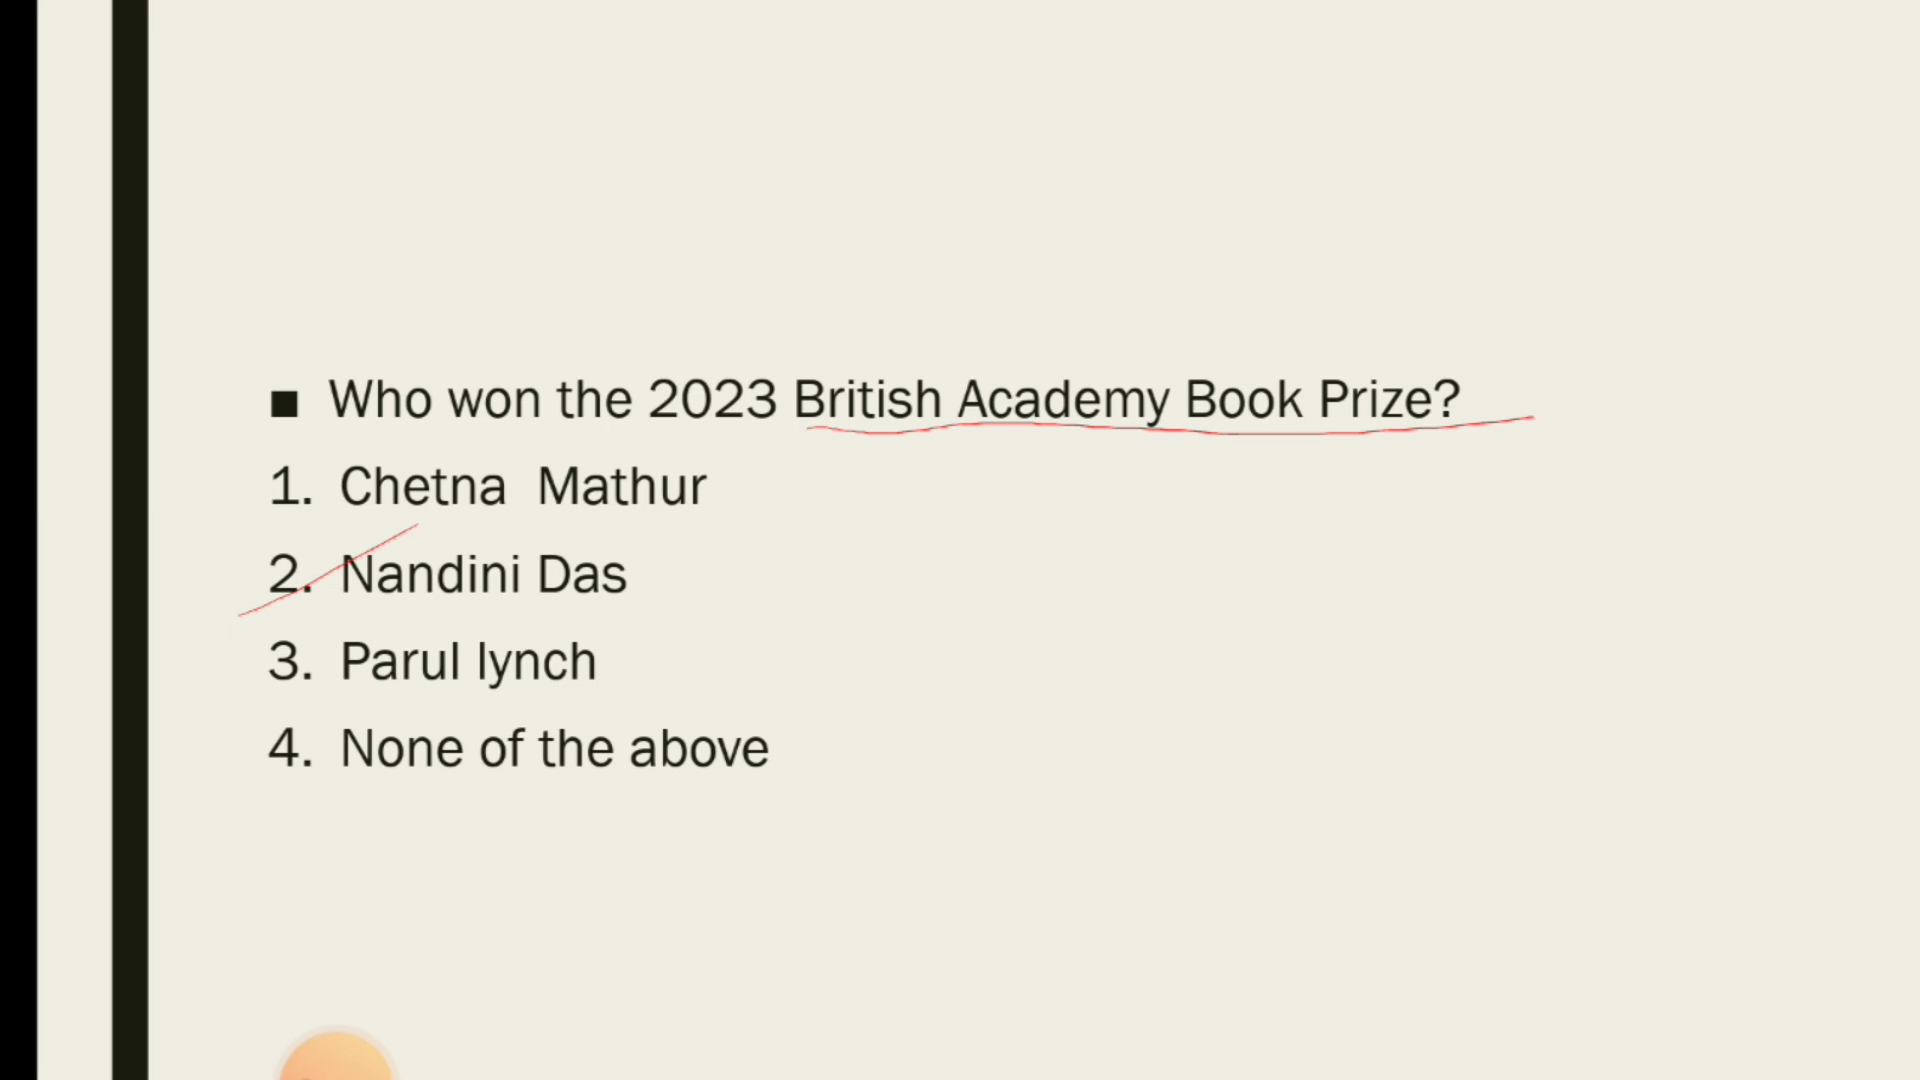 ■ Who won the 2023 British Academy Book Prize?
1. Chetna Mathur
2. Nandini Das
3. Parul lynch
4. None of the above